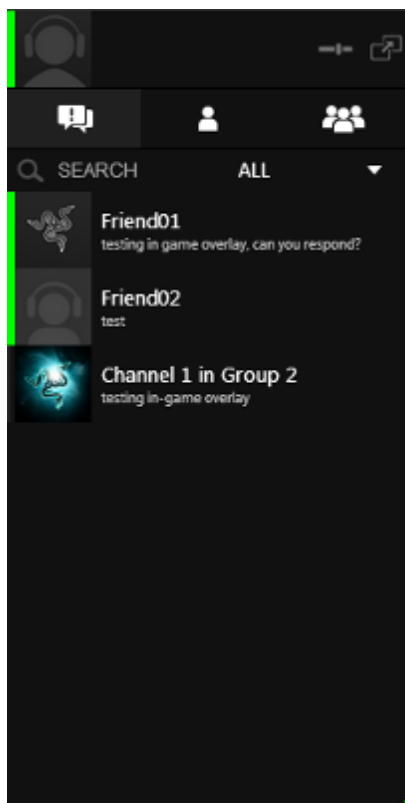 SEARCH ALL
Friend01
testing in game overlay, can you respond?
Friend02
test
Channel 1 in Group 2
testing in-game overlay